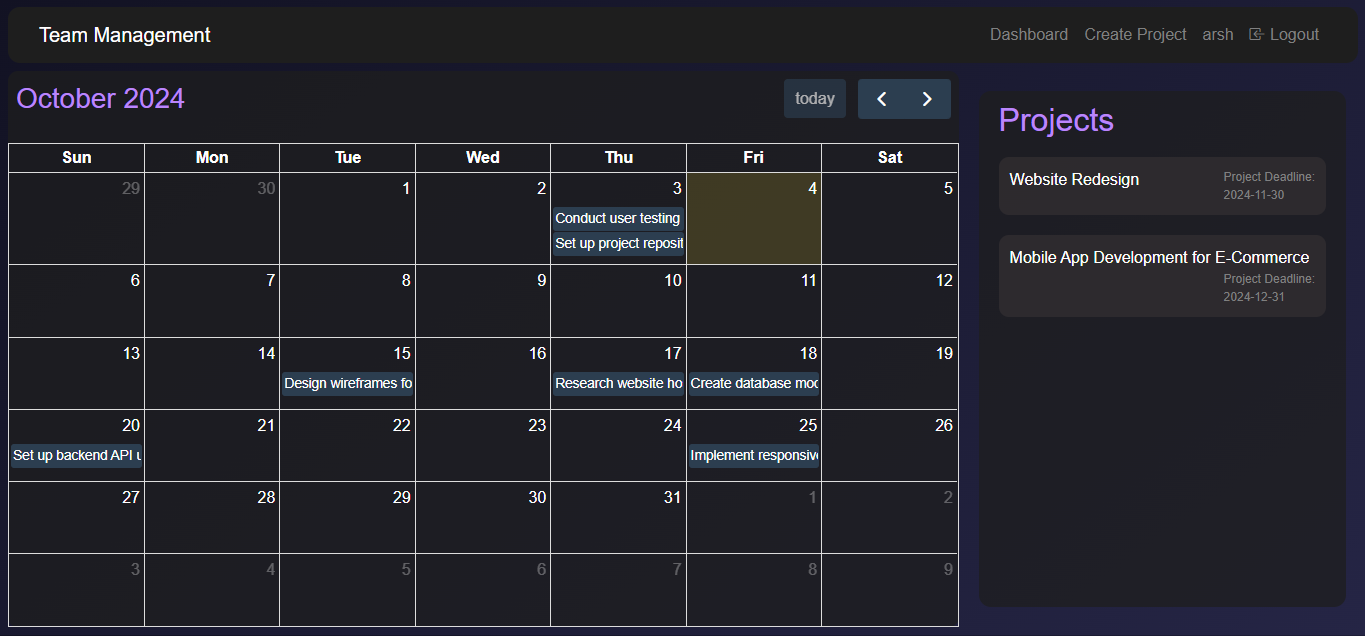 Team Management
Dashboard Create Project arsh Logout
October 2024
today
Sun Mon Tue Wed Thu Fri Sat
29 30 1 2 3 4 5
Conduct user testing
Set up project reposit
6 7 8 9 10 11 12
13 14 15 16 17 18 19
Design wireframes fo Research website ho Create database mod
20 21 22 23 24 25 26
Set up backend API u Implement responsive
27 28 29 30 31 1 2
3 4 5 6 7 8 9
Projects
Website Redesign
Project Deadline:
2024-11-30
Mobile App Development for E-Commerce
Project Deadline:
2024-12-31